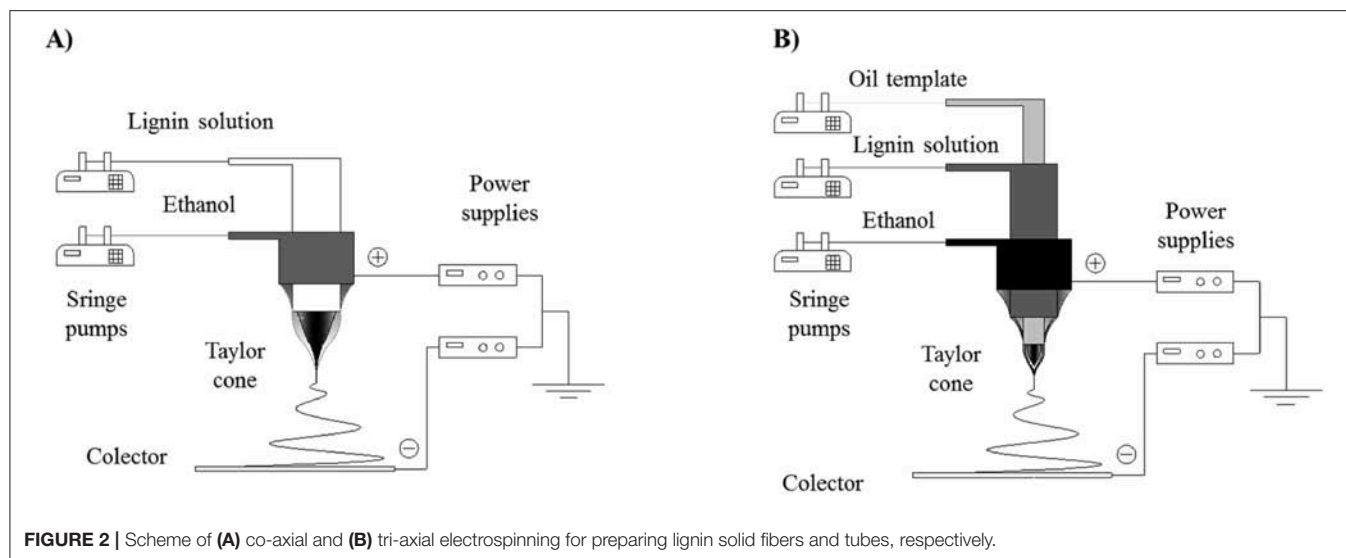 A)
Lignin solution
Ethanol
Sringe
pumps
Power
supplies
+
Taylor
cone
−
Colector
B)
Oil template
Lignin solution
Ethanol
Sringe
pumps
Power
supplies
+
Taylor
cone
−
Colector
FIGURE 2 | Scheme of (A) co-axial and (B) tri-axial electrospinning for preparing lignin solid fibers and tubes, respectively.